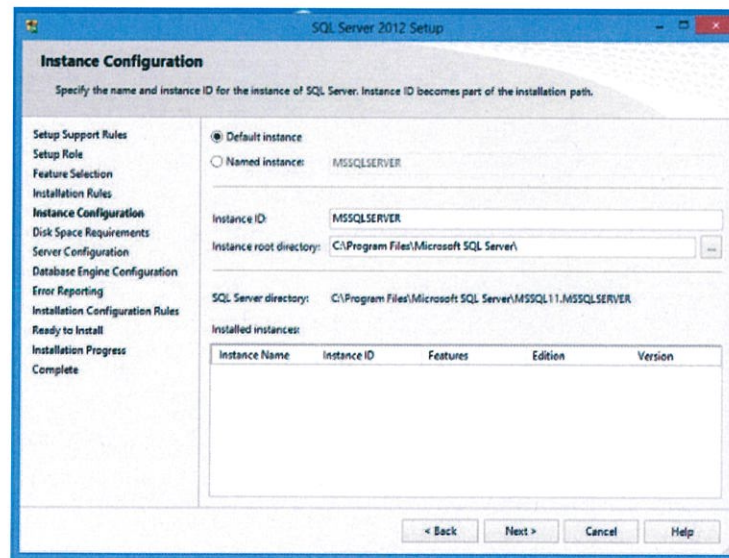 SQL Server 2012 Setup
Instance Configuration
Specify the name and instance ID for the instance of SQL Server. Instance ID becomes part of the installation path.
Setup Support Rules
Setup Role
Feature Selection
Installation Rules
Instance Configuration
Disk Space Requirements
Server Configuration
Database Engine Configuration
Error Reporting
Installation Configuration Rules
Ready to Install
Installation Progress
Complete
Default instance
Named instance: MSSQLSERVER
Instance ID: MSSQLSERVER
Instance root directory: C:\Program Files\Microsoft SQL Server\ ...
SQL Server directory: C:\Program Files\Microsoft SQL Server\MSSQL11.MSSQLSERVER
Installed instances:
Instance Name Instance ID Features Edition Version
< Back Next > Cancel Help